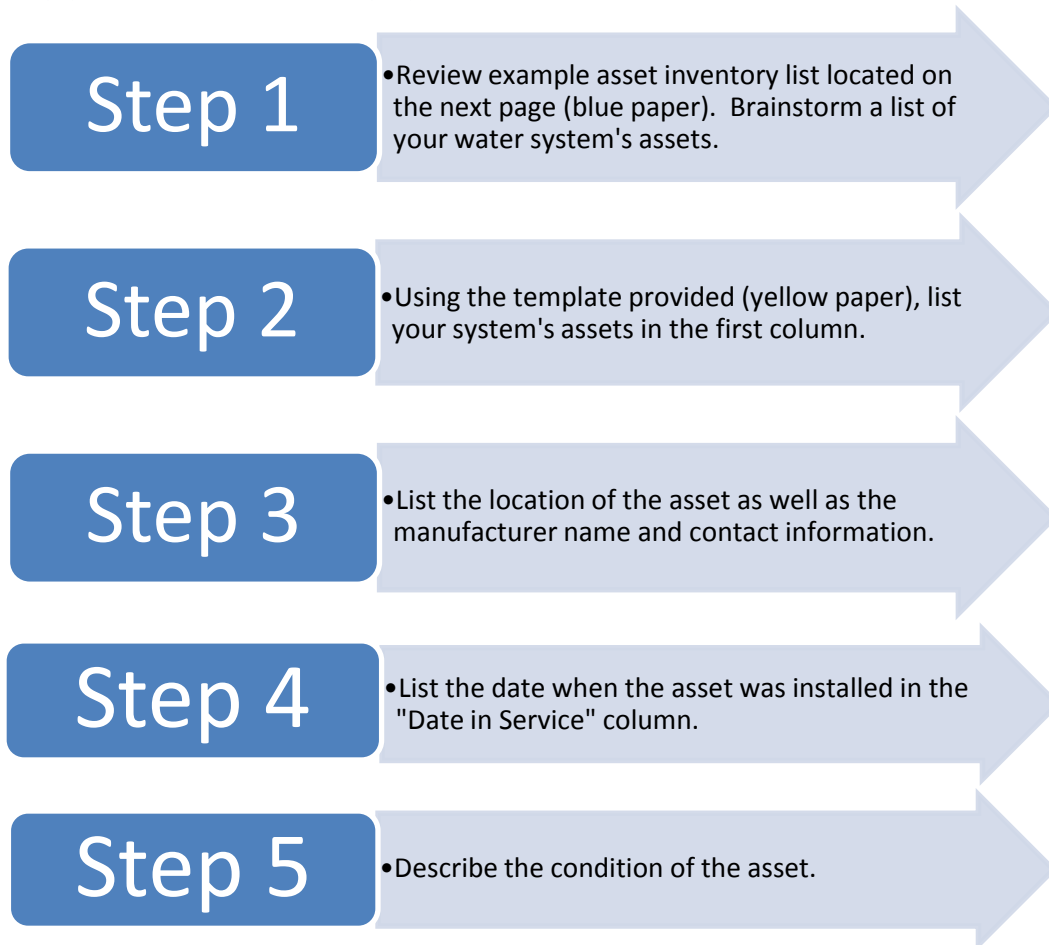 Step 1
•Review example asset inventory list located on
the next page (blue paper).  Brainstorm a list of
your water system's assets.
Step 2
•Using the template provided (yellow paper), list
your system's assets in the first column.
Step 3
•List the location of the asset as well as the
manufacturer name and contact information.
Step 4
•List the date when the asset was installed in the
"Date in Service" column.
Step 5
•Describe the condition of the asset.